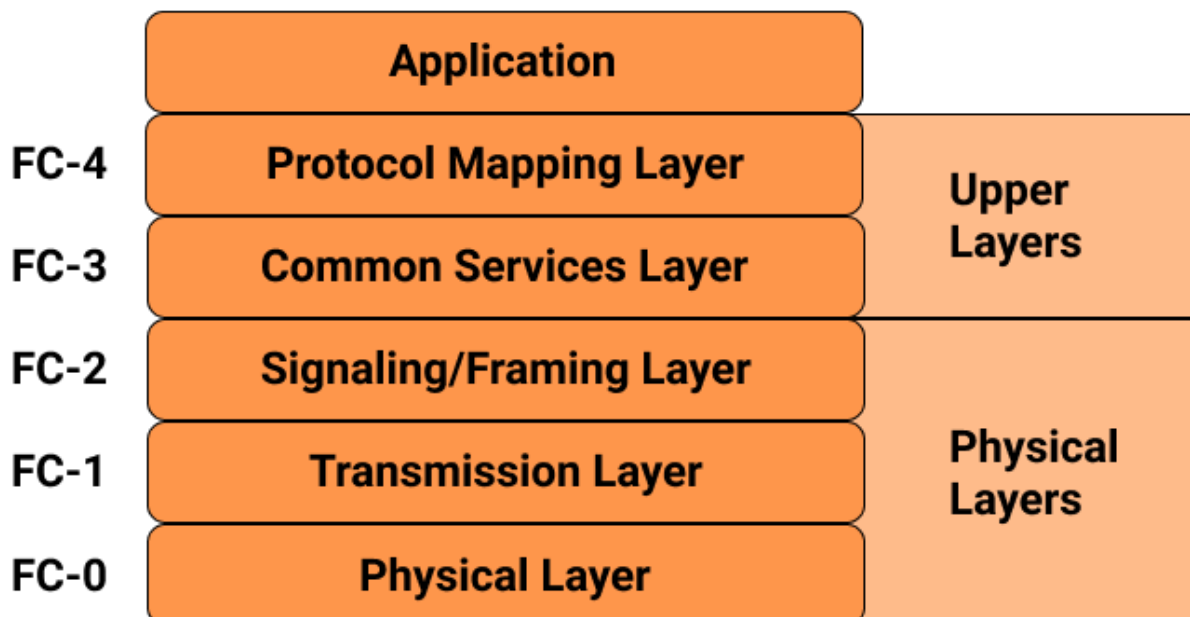 Application
FC-4 Protocol Mapping Layer
Upper
Layers
FC-3 Common Services Layer
FC-2 Signaling/Framing Layer
FC-1 Transmission Layer
Physical
Layers
FC-0 Physical Layer